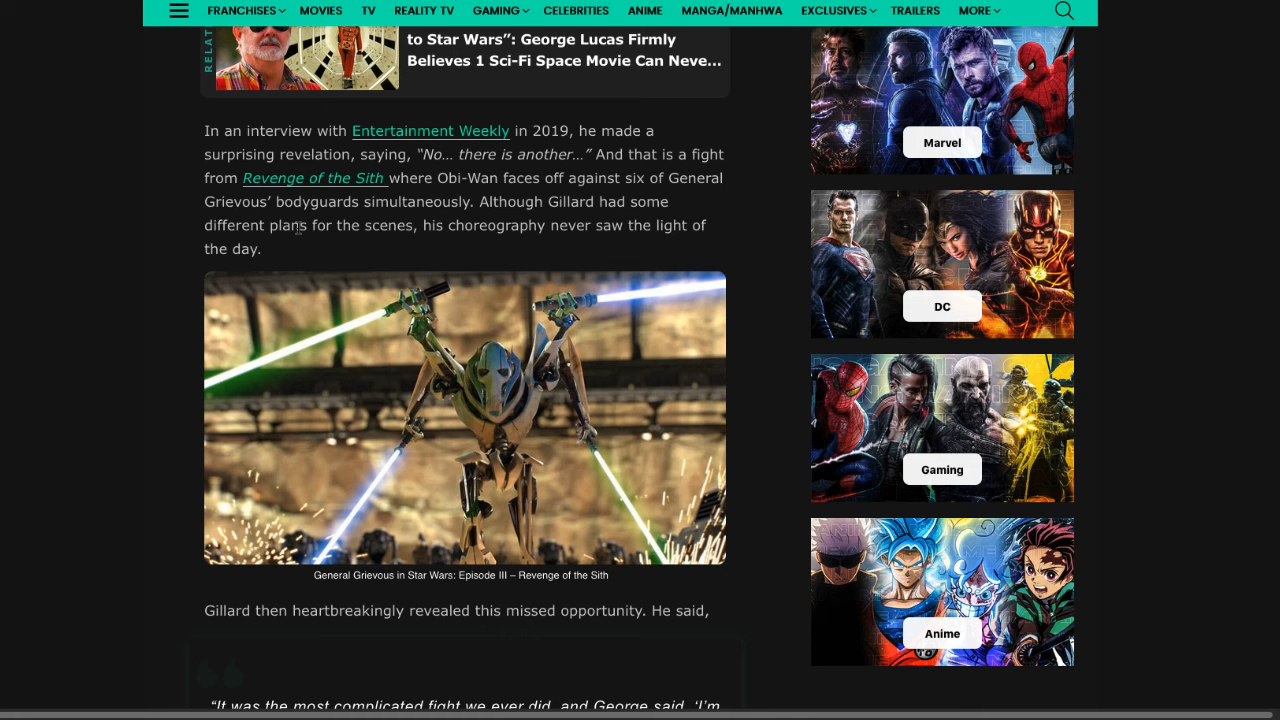 FRANCHISES MOVIES TV REALITY TV GAMING CELEBRITIES ANIME MANGA/MANHWA EXCLUSIVES TRAILERS MORE
to Star Wars”: George Lucas Firmly
Believes 1 Sci-Fi Space Movie Can Neve...
In an interview with Entertainment Weekly in 2019, he made a
surprising revelation, saying, “No… there is another…” And that is a fight
from Revenge of the Sith where Obi-Wan faces off against six of General
Grievous’ bodyguards simultaneously. Although Gillard had some
different plans for the scenes, his choreography never saw the light of
the day.
General Grievous in Star Wars: Episode III – Revenge of the Sith
Gillard then heartbreakingly revealed this missed opportunity. He said,
“It was the most complicated fight we ever did, and George said, ‘I’m
Marvel
DC
Gaming
Anime